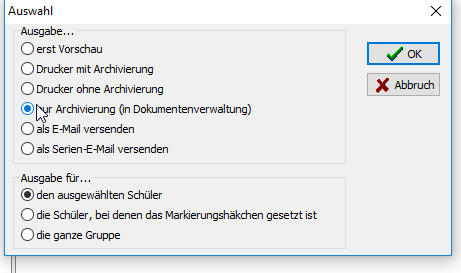 Auswahl
Ausgabe...
erst Vorschau
Drucker mit Archivierung
Drucker ohne Archivierung
nur Archivierung (in Dokumentenverwaltung)
als E-Mail versenden
als Serien-E-Mail versenden
OK
Abbruch
Ausgabe für...
den ausgewählten Schüler
die Schüler, bei denen das Markierungshäkchen gesetzt ist
die ganze Gruppe